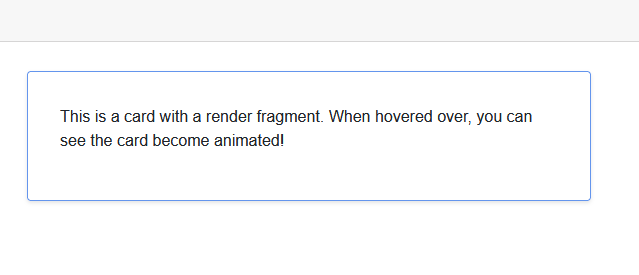 This is a card with a render fragment. When hovered over, you can
see the card become animated!